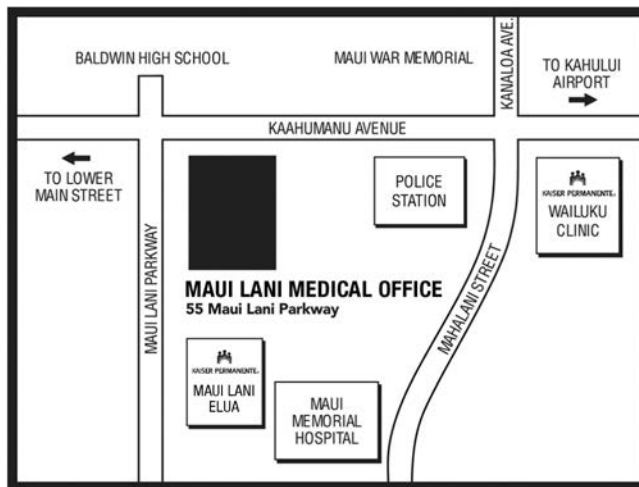 BALDWIN HIGH SCHOOL
MAUI WAR MEMORIAL
KANALOA AVE.
TO KAHULUI
AIRPORT
KAAHUMANU AVENUE
TO LOWER
MAIN STREET
MAUI LANI PARKWAY
POLICE
STATION
KAISER PERMANENTE®
WAILUKU
CLINIC
MAUI LANI MEDICAL OFFICE
55 Maui Lani Parkway
MAHALANI STREET
KAISER PERMANENTE®
MAUI LANI
ELUA
MAUI
MEMORIAL
HOSPITAL